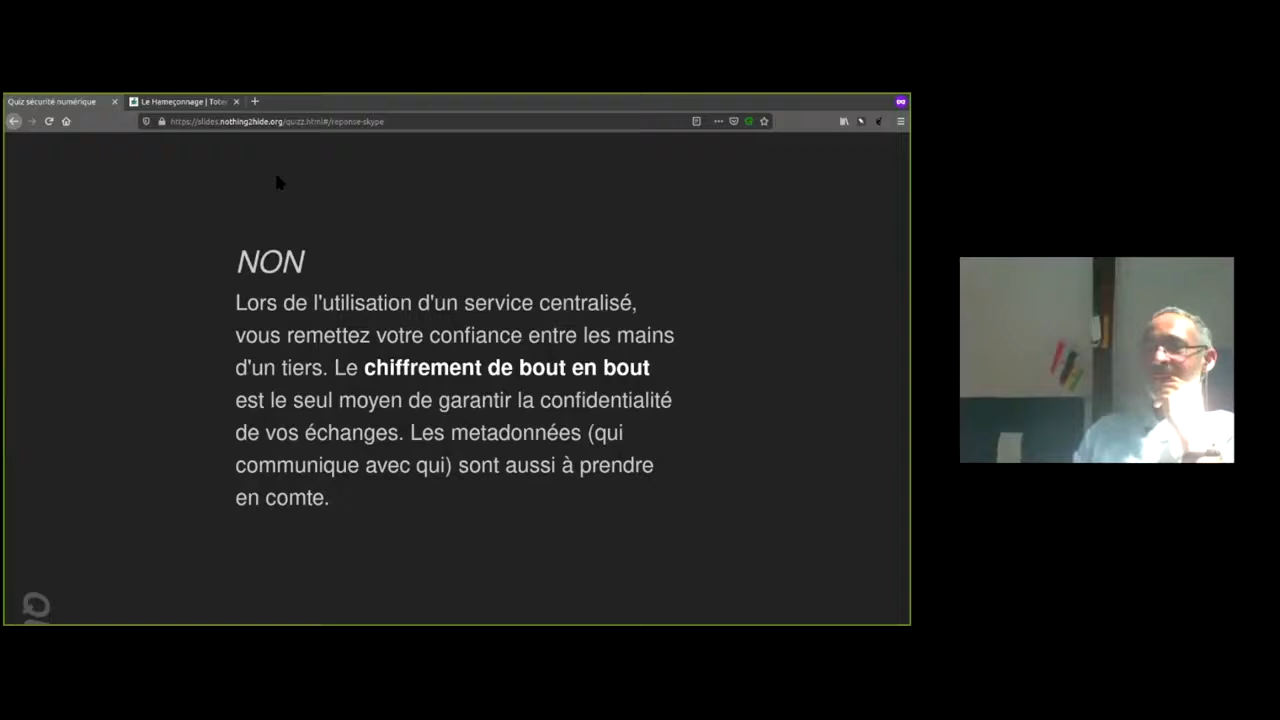 Quiz sécurité numérique
Le Hameçonnage | Tote
https://slides.nothing2hide.org/quizz.html#/reponse-skype
NON
Lors de l'utilisation d'un service centralisé,
vous remettez votre confiance entre les mains
d'un tiers. Le chiffrement de bout en bout
est le seul moyen de garantir la confidentialité
de vos échanges. Les metadonnées (qui
communique avec qui) sont aussi à prendre
en comte.